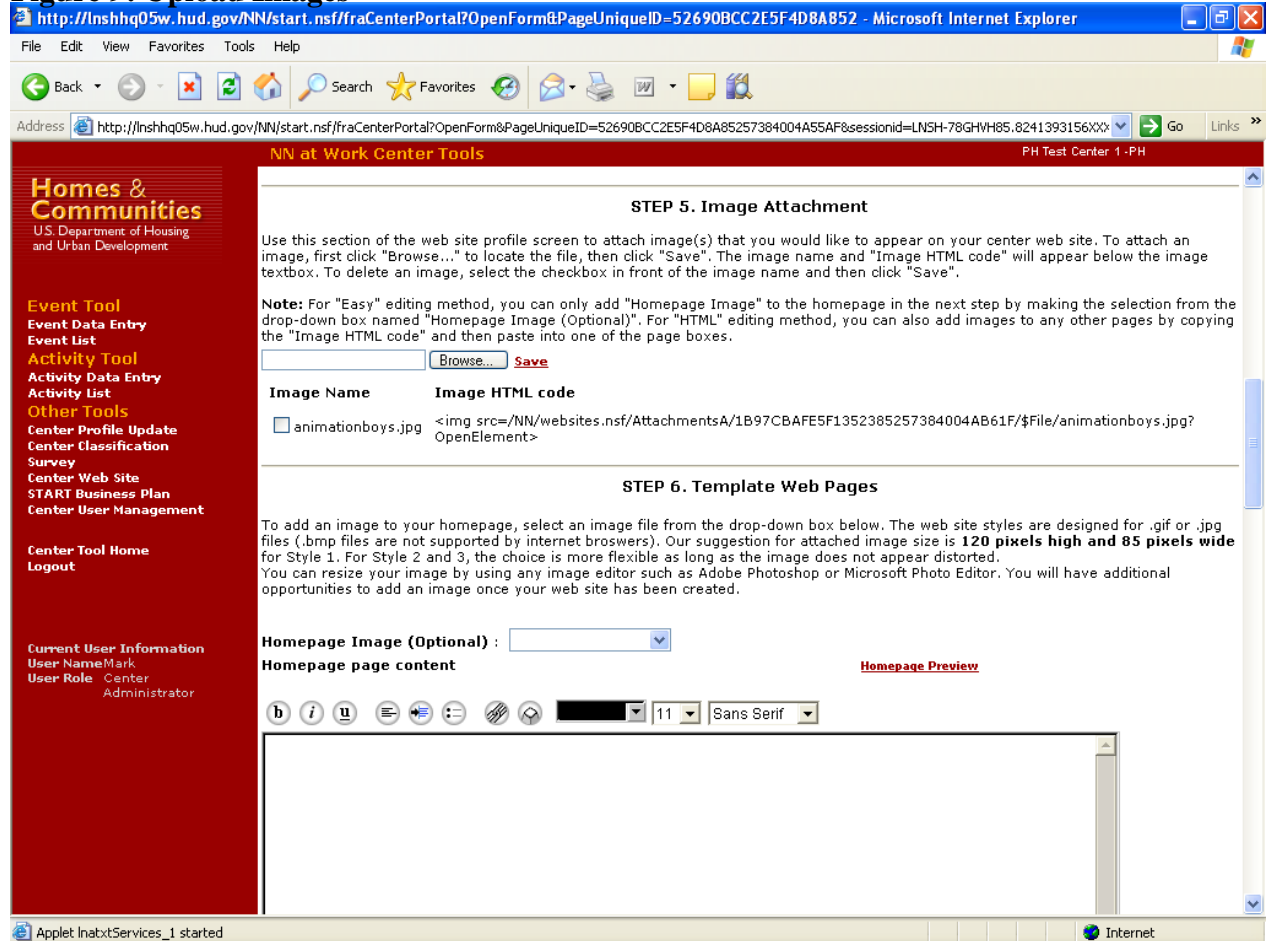 Figure 9: Upload Images
http://lnshhq05w.hud.gov/NN/start.nsf/fraCenterPortal?OpenForm&PageUniqueID=52690BCC2E5F4D8A852 - Microsoft Internet Explorer
File Edit View Favorites Tools Help
Back Search Favorites
Address http://lnshhq05w.hud.gov/NN/start.nsf/fraCenterPortal?OpenForm&PageUniqueID=52690BCC2E5F4D8A85257384004A55AF&sessionid=LNSH-78GHVH85.8241393156XXX Go Links »
NN at Work Center Tools PH Test Center 1 -PH
Homes &
Communities
U.S. Department of Housing
and Urban Development
Event Tool
Event Data Entry
Event List
Activity Tool
Activity Data Entry
Activity List
Other Tools
Center Profile Update
Center Classification
Survey
Center Web Site
START Business Plan
Center User Management
Center Tool Home
Logout
Current User Information
User Name Mark
User Role Center
Administrator
STEP 5. Image Attachment
Use this section of the web site profile screen to attach image(s) that you would like to appear on your center web site. To attach an
image, first click "Browse..." to locate the file, then click "Save". The image name and "Image HTML code" will appear below the image
textbox. To delete an image, select the checkbox in front of the image name and then click "Save".
Note: For "Easy" editing method, you can only add "Homepage Image" to the homepage in the next step by making the selection from the
drop-down box named "Homepage Image (Optional)". For "HTML" editing method, you can also add images to any other pages by copying
the "Image HTML code" and then paste into one of the page boxes.
Browse... Save
Image Name Image HTML code
animationboys.jpg <img src=/NN/websites.nsf/AttachmentsA/1B97CBAFE5F1352385257384004AB61F/$File/animationboys.jpg?
OpenElement>
STEP 6. Template Web Pages
To add an image to your homepage, select an image file from the drop-down box below. The web site styles are designed for .gif or .jpg
files (.bmp files are not supported by internet broswers). Our suggestion for attached image size is 120 pixels high and 85 pixels wide
for Style 1. For Style 2 and 3, the choice is more flexible as long as the image does not appear distorted.
You can resize your image by using any image editor such as Adobe Photoshop or Microsoft Photo Editor. You will have additional
opportunities to add an image once your web site has been created.
Homepage Image (Optional) :
Homepage page content Homepage Preview
b i u 11 Sans Serif
Applet lnatxtServices_1 started Internet